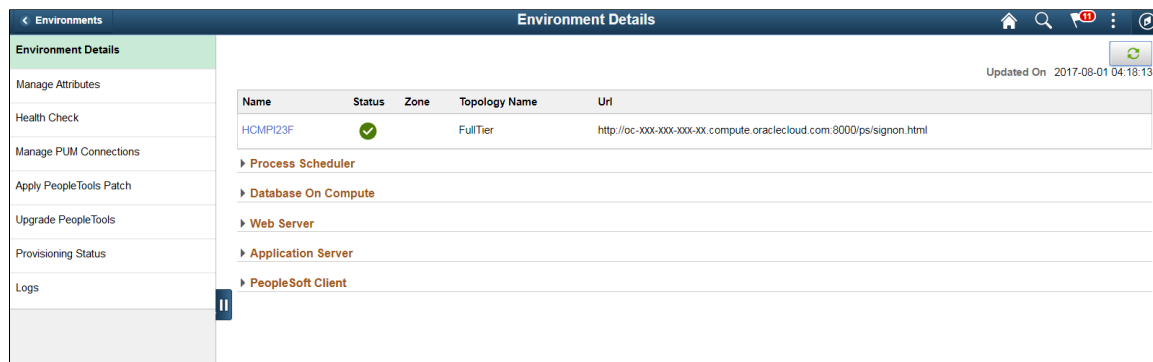 Environments
Environment Details
11
Environment Details
Manage Attributes
Health Check
Manage PUM Connections
Apply PeopleTools Patch
Upgrade PeopleTools
Provisioning Status
Logs
Updated On 2017-08-01 04:18:13
Name Status Zone Topology Name Url
HCMPI23F FullTier http://oc-xxx-xxx-xxx-xx.compute.oraclecloud.com:8000/ps/signon.html
Process Scheduler
Database On Compute
Web Server
Application Server
PeopleSoft Client